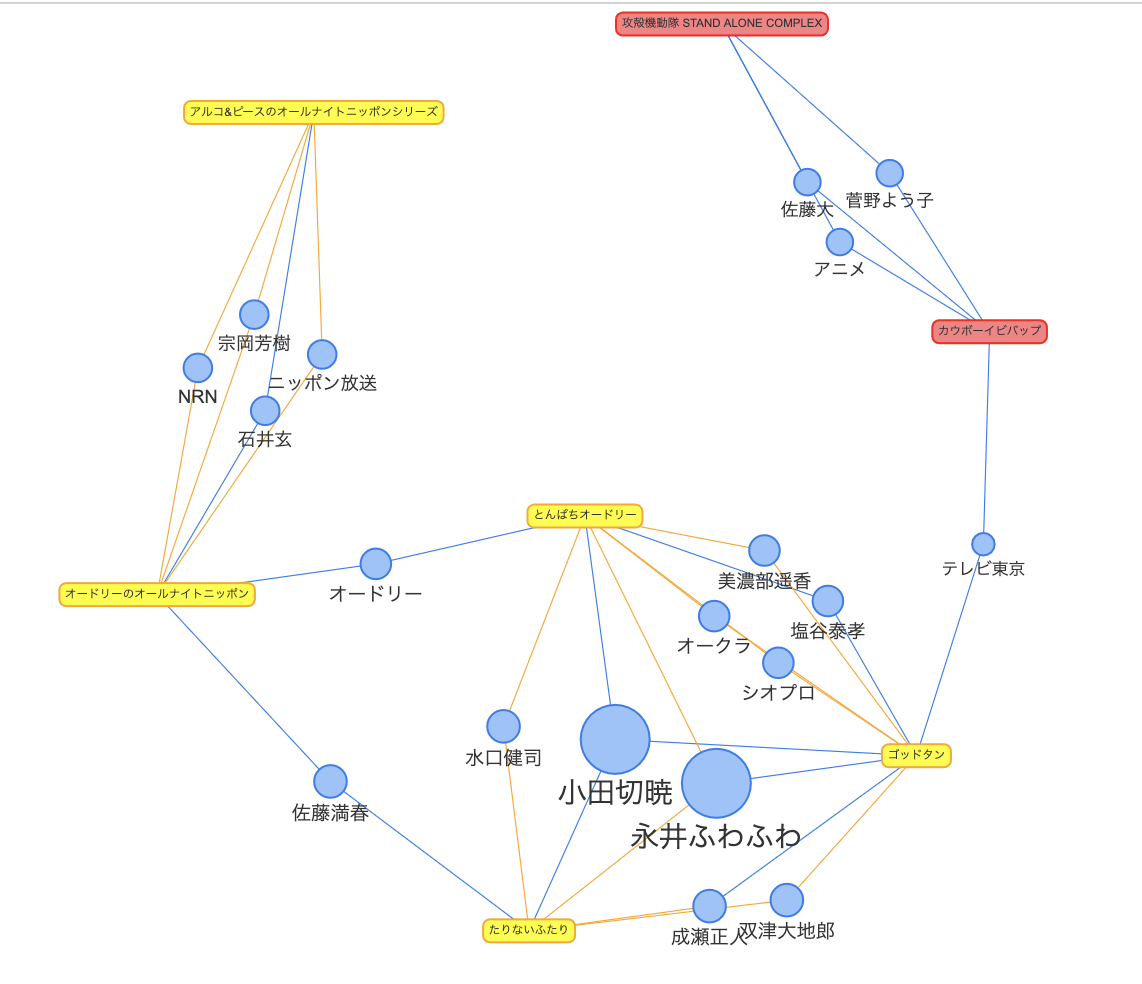 攻殻機動隊 STAND ALONE COMPLEX
アルコ&ピースのオールナイトニッポンシリーズ
佐藤大
菅野よう子
アニメ
カウボーイビバップ
宗岡芳樹
NRN
ニッポン放送
石井玄
とんぱちオードリー
オードリーのオールナイトニッポン
オードリー
美濃部遥香
テレビ東京
塩谷泰孝
オークラ
シオプロ
水口健司
ゴッドタン
小田切暁
佐藤満春
永井ふわふわ
たりないふたり
成瀬正人
双津大地郎